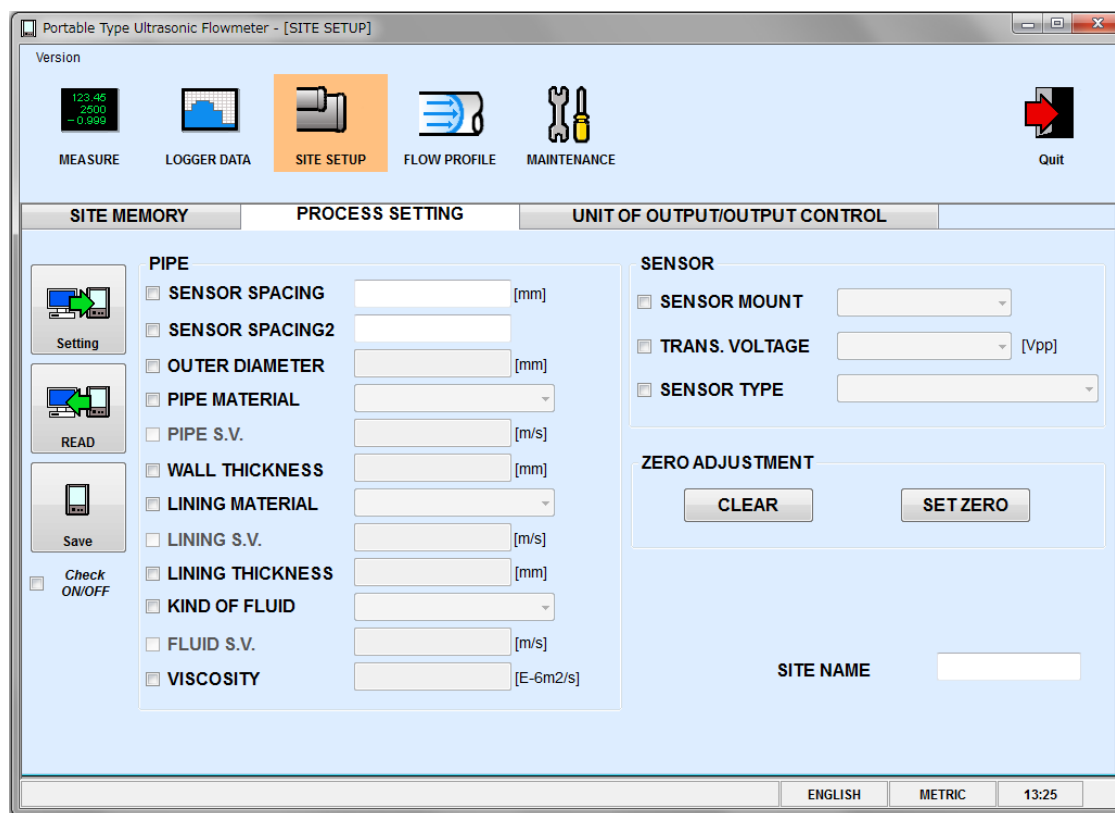 Portable Type Ultrasonic Flowmeter - [SITE SETUP]
Version
123.45
2500
-0.999
MEASURE
LOGGER DATA
SITE SETUP
FLOW PROFILE
MAINTENANCE
Quit
SITE MEMORY
PROCESS SETTING
UNIT OF OUTPUT/OUTPUT CONTROL
Setting
READ
Save
Check
ON/OFF
PIPE
SENSOR SPACING [mm]
SENSOR SPACING2
OUTER DIAMETER [mm]
PIPE MATERIAL
PIPE S.V. [m/s]
WALL THICKNESS [mm]
LINING MATERIAL
LINING S.V. [m/s]
LINING THICKNESS [mm]
KIND OF FLUID
FLUID S.V. [m/s]
VISCOSITY [E-6m2/s]
SENSOR
SENSOR MOUNT
TRANS. VOLTAGE [Vpp]
SENSOR TYPE
ZERO ADJUSTMENT
CLEAR
SET ZERO
SITE NAME
ENGLISH
METRIC
13:25